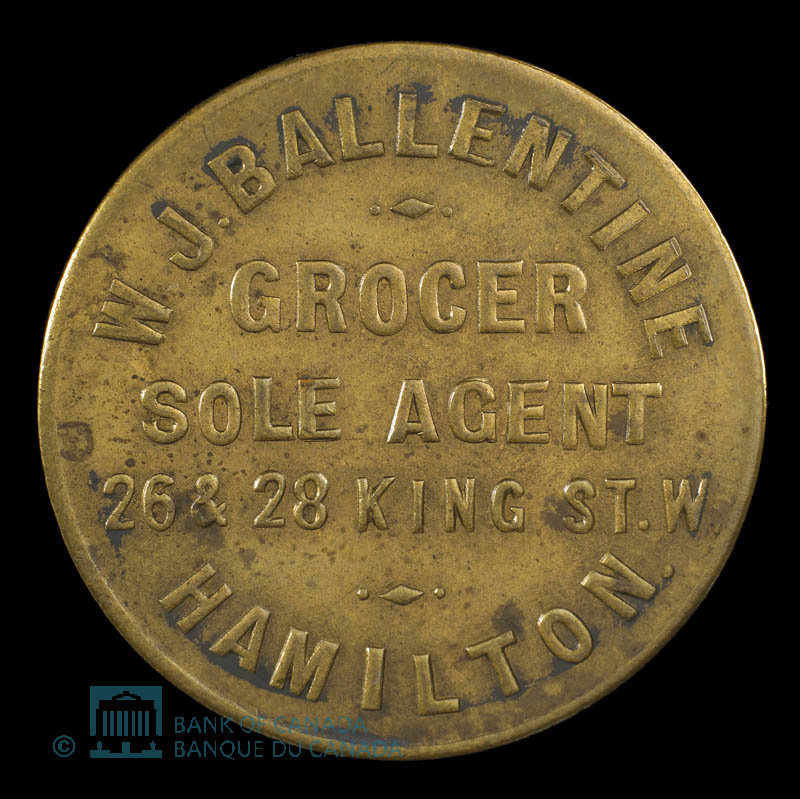 W. J. BALLENTINE
GROCER
SOLE AGENT
26 & 28 KING ST. W
HAMILTON.
© BANK OF CANADA
BANQUE DU CANADA